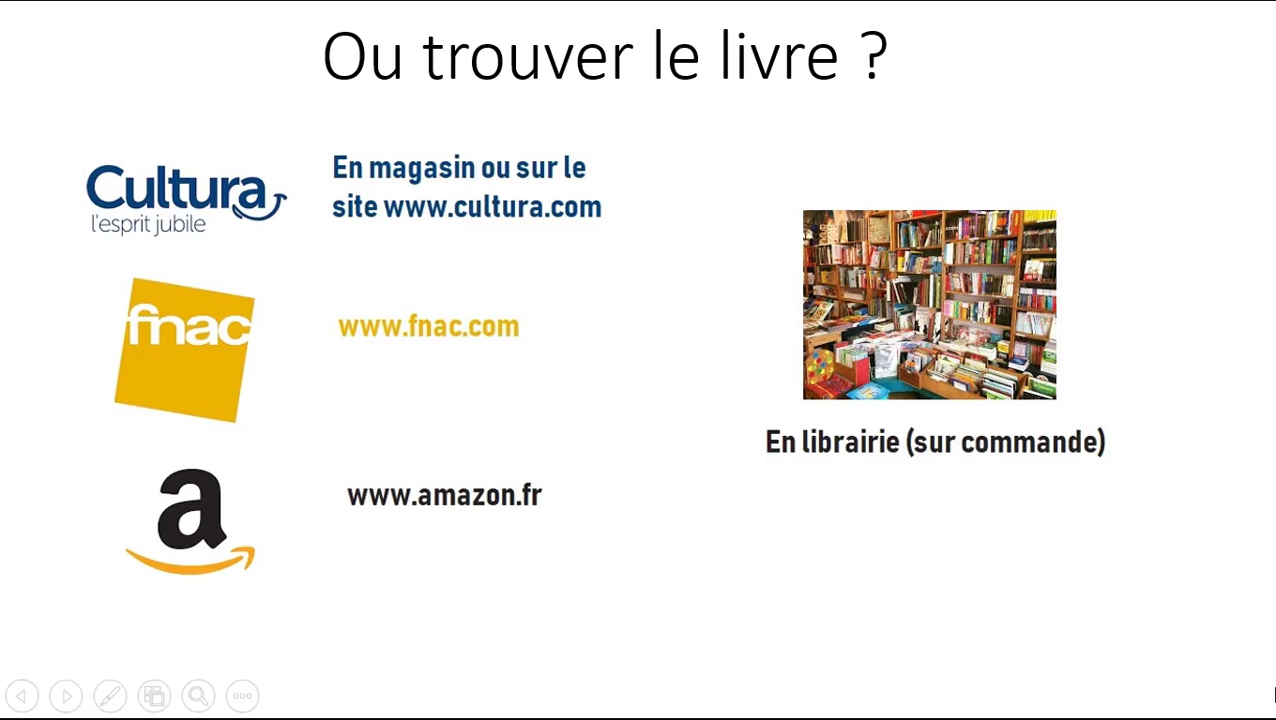 Ou trouver le livre ?
Cultura
l'esprit jubile
En magasin ou sur le
site www.cultura.com
fnac
www.fnac.com
a
www.amazon.fr
En librairie (sur commande)